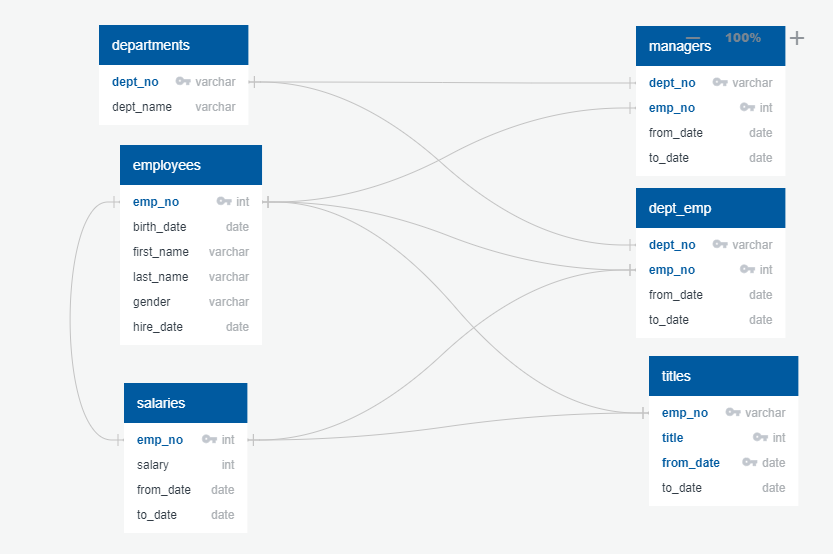 departments
dept_no varchar
dept_name varchar
employees
emp_no int
birth_date date
first_name varchar
last_name varchar
gender varchar
hire_date date
salaries
emp_no int
salary int
from_date date
to_date date
managers
100%
dept_no varchar
emp_no int
from_date date
to_date date
dept_emp
dept_no varchar
emp_no int
from_date date
to_date date
titles
emp_no varchar
title int
from_date date
to_date date